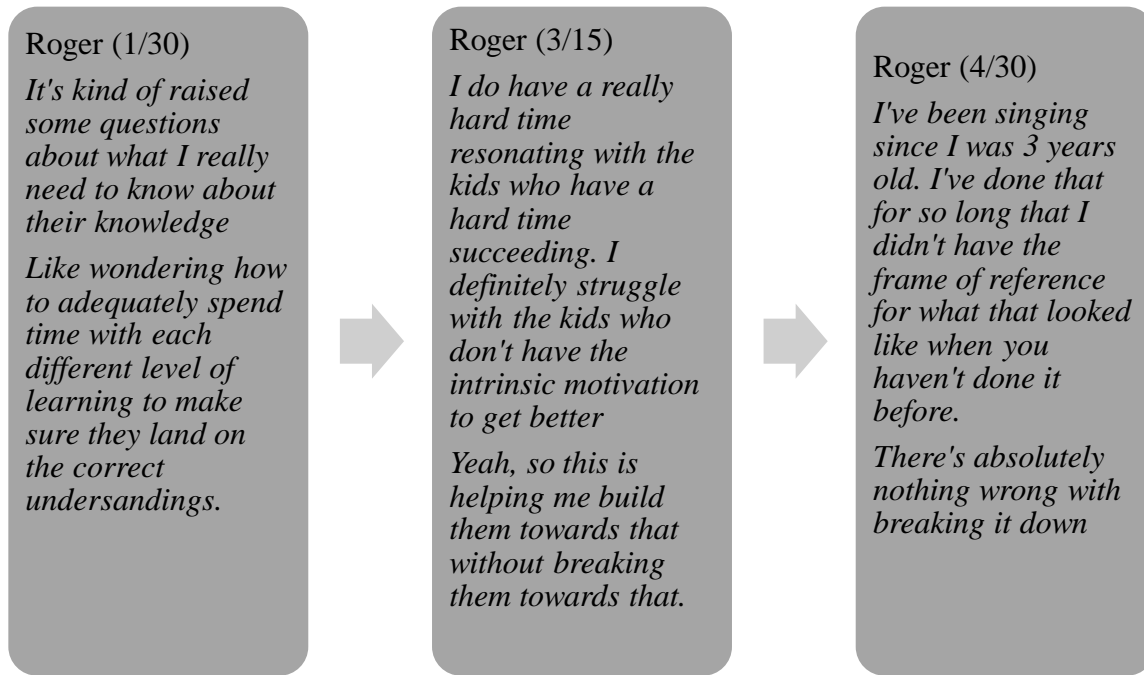 Roger (1/30)
It's kind of raised
some questions
about what I really
need to know about
their knowledge
Like wondering how
to adequately spend
time with each
different level of
learning to make
sure they land on
the correct
undersandings.
Roger (3/15)
I do have a really
hard time
resonating with the
kids who have a
hard time
succeeding. I
definitely struggle
with the kids who
don't have the
intrinsic motivation
to get better
Yeah, so this is
helping me build
them towards that
without breaking
them towards that.
Roger (4/30)
I've been singing
since I was 3 years
old. I've done that
for so long that I
didn't have the
frame of reference
for what that looked
like when you
haven't done it
before.
There's absolutely
nothing wrong with
breaking it down